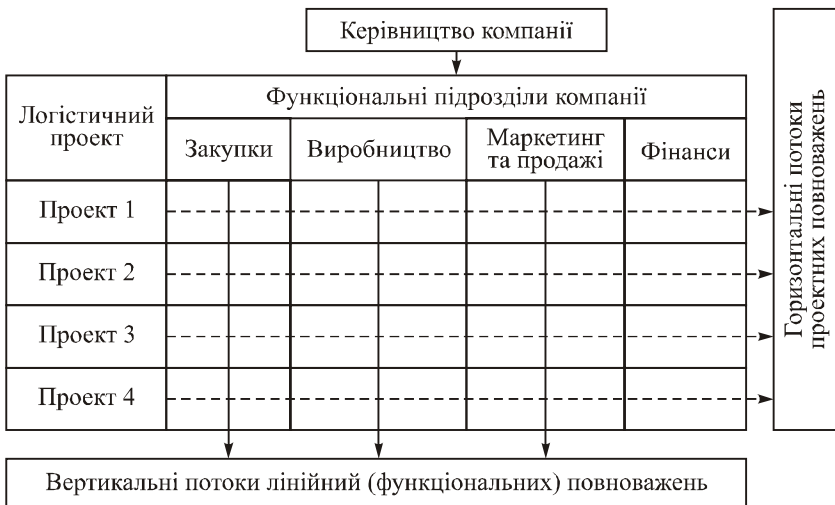 Керівництво компанії
Логістичний
проект
Функціональні підрозділи компанії
Закупки
Виробництво
Маркетинг
та продажі
Фінанси
Проект 1
Проект 2
Проект 3
Проект 4
Горизонтальні потоки
проектних повноважень
Вертикальні потоки лінійний (функціональних) повноважень